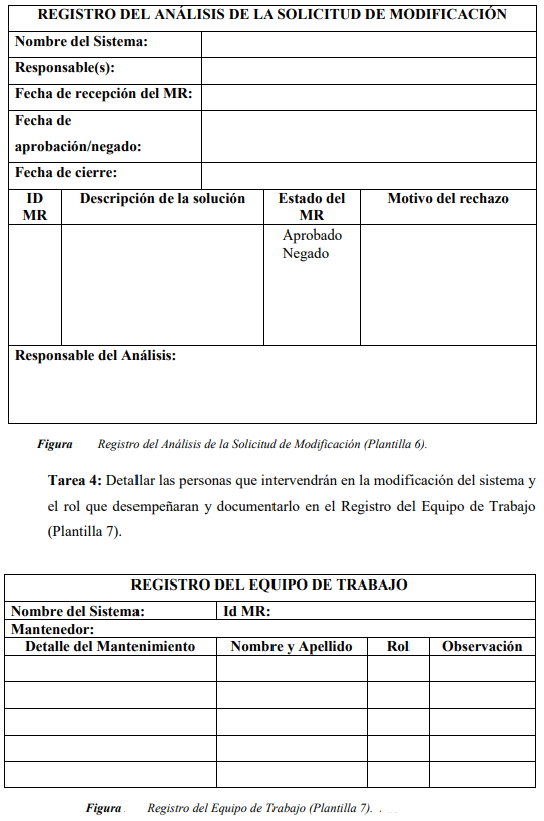 REGISTRO DEL ANÁLISIS DE LA SOLICITUD DE MODIFICACIÓN
Nombre del Sistema:
Responsable(s):
Fecha de recepción del MR:
Fecha de
aprobación/negado:
Fecha de cierre:
ID MR Descripción de la solución Estado del MR Motivo del rechazo
Aprobado
Negado
Responsable del Análisis:
Figura Registro del Análisis de la Solicitud de Modificación (Plantilla 6).
Tarea 4: Detallar las personas que intervendrán en la modificación del sistema y
el rol que desempeñaran y documentarlo en el Registro del Equipo de Trabajo
(Plantilla 7).
REGISTRO DEL EQUIPO DE TRABAJO
Nombre del Sistema: Id MR:
Mantenedor:
Detalle del Mantenimiento Nombre y Apellido Rol Observación
Figura Registro del Equipo de Trabajo (Plantilla 7).